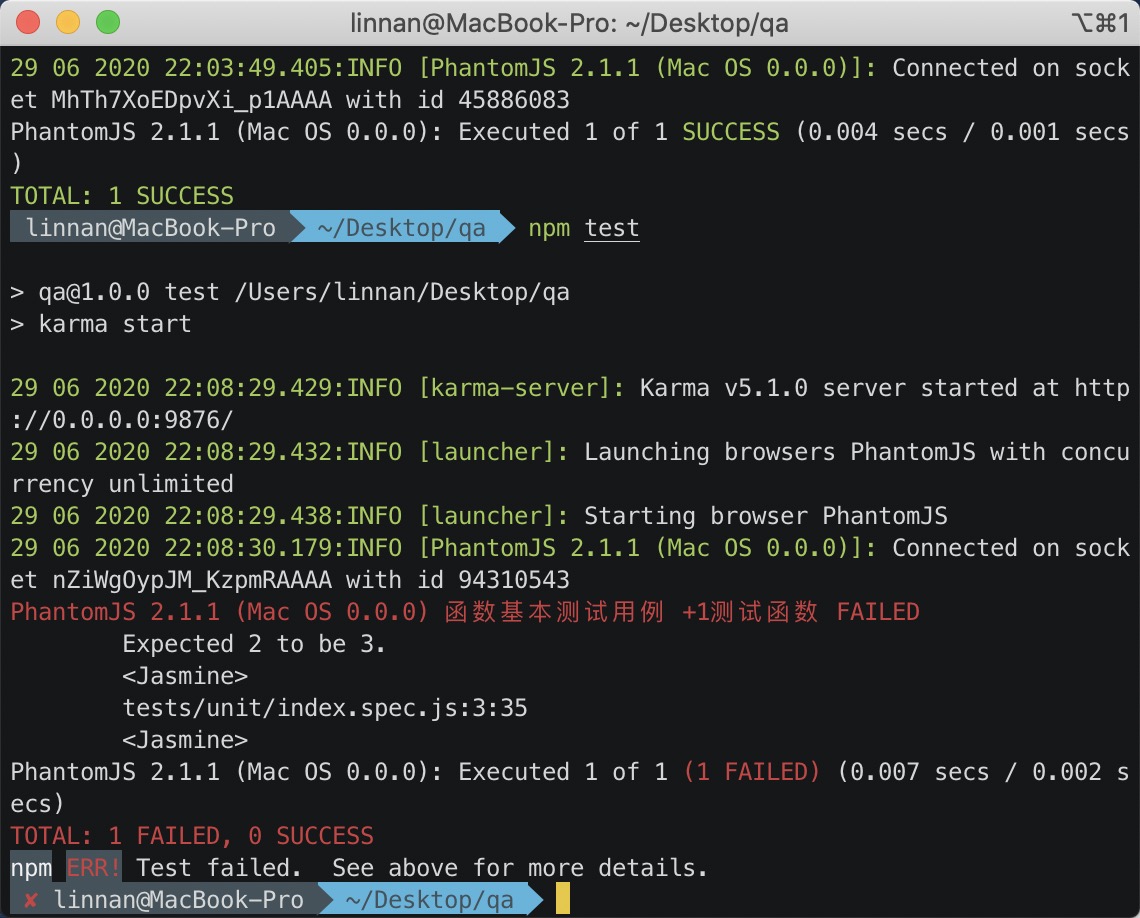 linnan@MacBook-Pro: ~/Desktop/qa
⌥⌘1
29 06 2020 22:03:49.405:INFO [PhantomJS 2.1.1 (Mac OS 0.0.0)]: Connected on sock
et MhTh7XoEDpvXi_p1AAAA with id 45886083
PhantomJS 2.1.1 (Mac OS 0.0.0): Executed 1 of 1 SUCCESS (0.004 secs / 0.001 secs
)
TOTAL: 1 SUCCESS
linnan@MacBook-Pro ~/Desktop/qa npm test
> qa@1.0.0 test /Users/linnan/Desktop/qa
> karma start
29 06 2020 22:08:29.429:INFO [karma-server]: Karma v5.1.0 server started at http
://0.0.0.0:9876/
29 06 2020 22:08:29.432:INFO [launcher]: Launching browsers PhantomJS with concu
rrency unlimited
29 06 2020 22:08:29.438:INFO [launcher]: Starting browser PhantomJS
29 06 2020 22:08:30.179:INFO [PhantomJS 2.1.1 (Mac OS 0.0.0)]: Connected on sock
et nZiWgOypJM_KzpmRAAAA with id 94310543
PhantomJS 2.1.1 (Mac OS 0.0.0) 函数基本测试用例 +1测试函数 FAILED
Expected 2 to be 3.
<Jasmine>
tests/unit/index.spec.js:3:35
<Jasmine>
PhantomJS 2.1.1 (Mac OS 0.0.0): Executed 1 of 1 (1 FAILED) (0.007 secs / 0.002 s
ecs)
TOTAL: 1 FAILED, 0 SUCCESS
npm ERR! Test failed.  See above for more details.
✘ linnan@MacBook-Pro ~/Desktop/qa